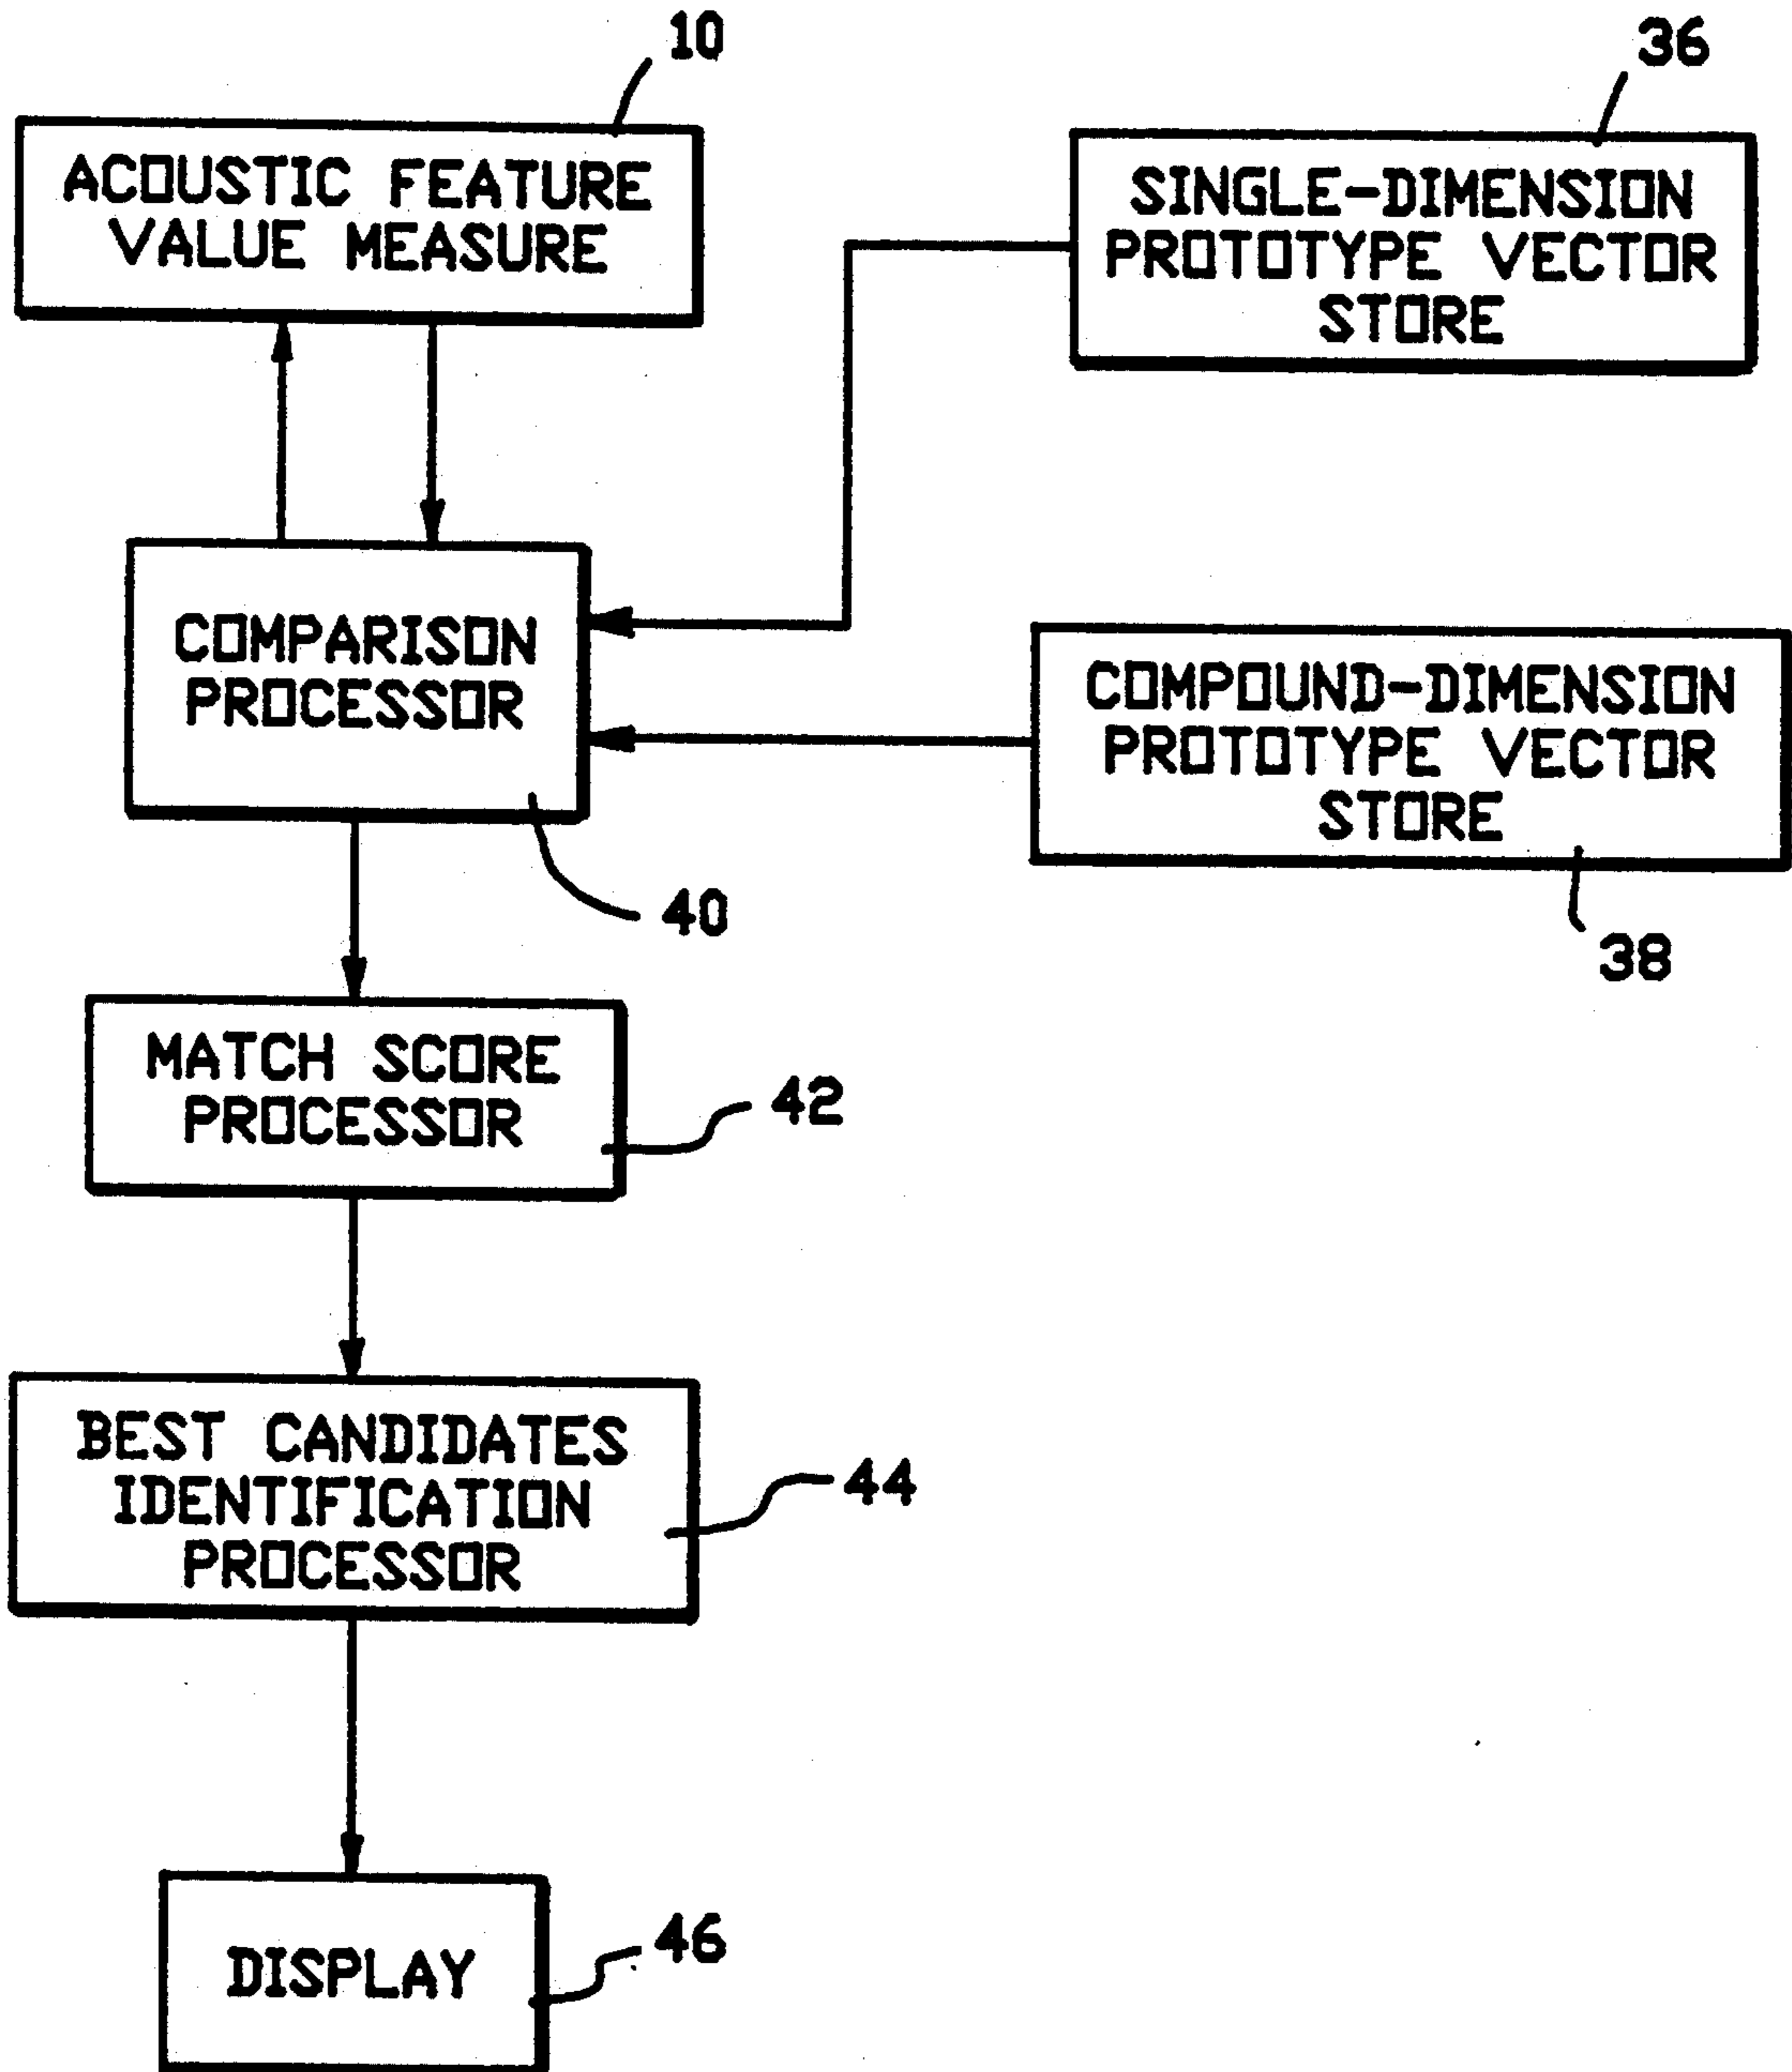 10
36
ACOUSTIC FEATURE
VALUE MEASURE
SINGLE-DIMENSION
PROTOTYPE VECTOR
STORE
COMPARISON
PROCESSOR
40
COMPOUND-DIMENSION
PROTOTYPE VECTOR
STORE
38
MATCH SCORE
PROCESSOR
42
BEST CANDIDATES
IDENTIFICATION
PROCESSOR
44
DISPLAY
46